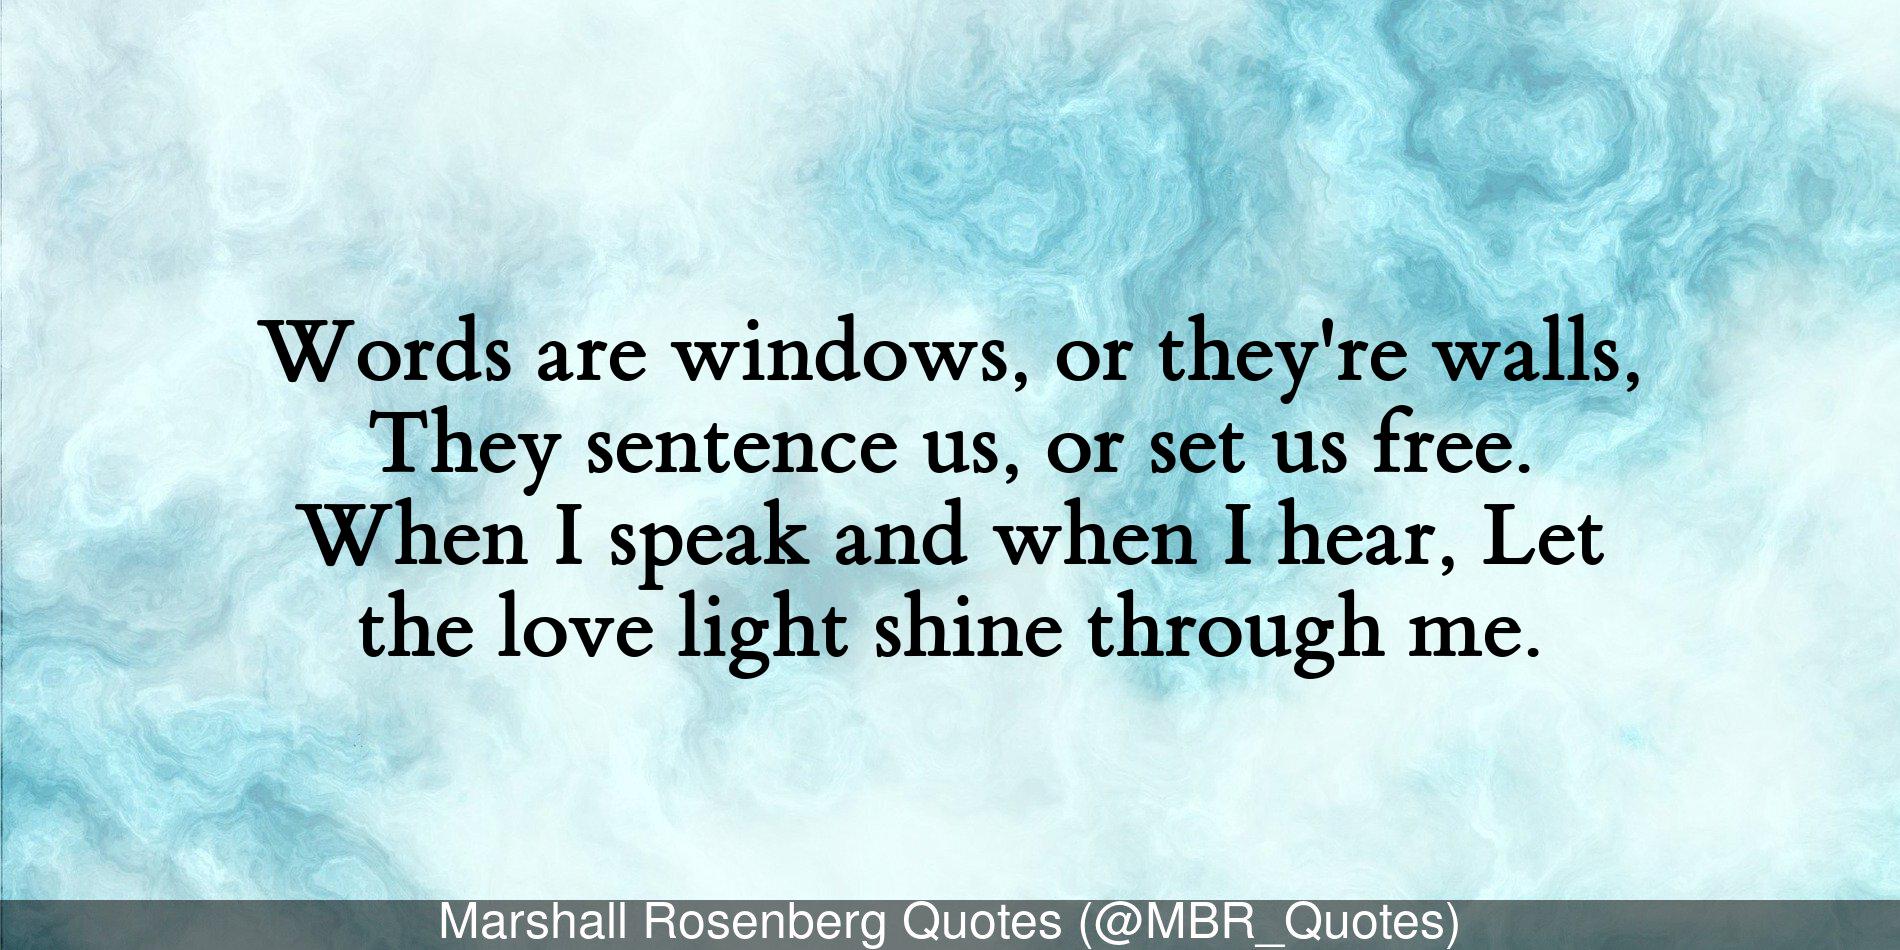 Words are windows, or they're walls,
They sentence us, or set us free.
When I speak and when I hear, Let
the love light shine through me.
Marshall Rosenberg Quotes (@MBR_Quotes)